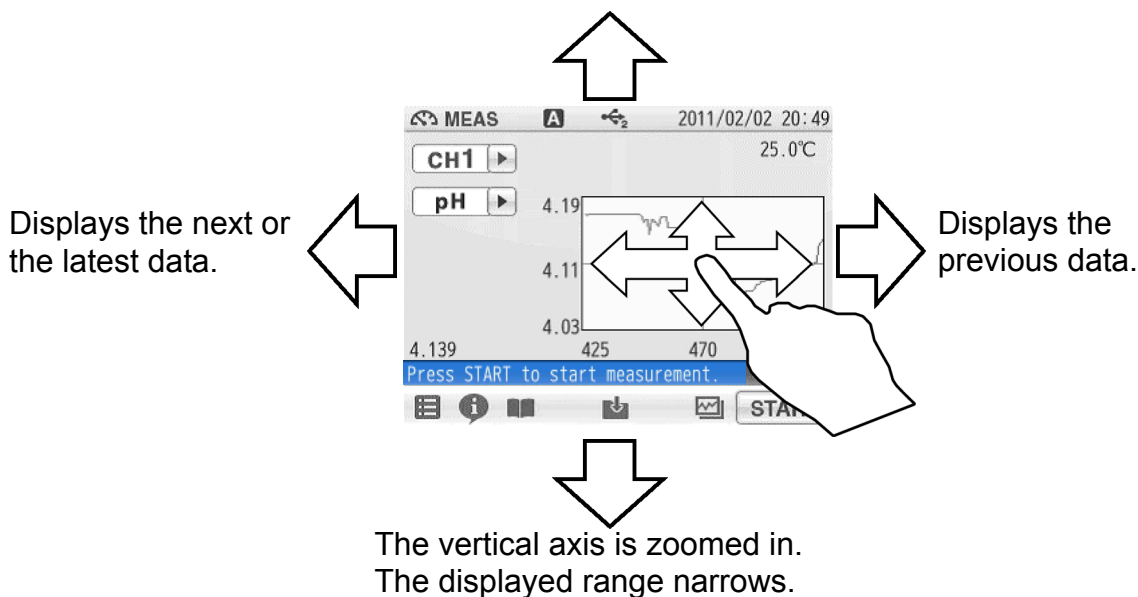 MEAS A 2 2011/02/02 20:49
CH1 25.0℃
pH 4.19
Displays the next or
the latest data.
Displays the
previous data.
4.11
4.03
4.139 425 470
Press START to start measurement.
The vertical axis is zoomed in.
The displayed range narrows.